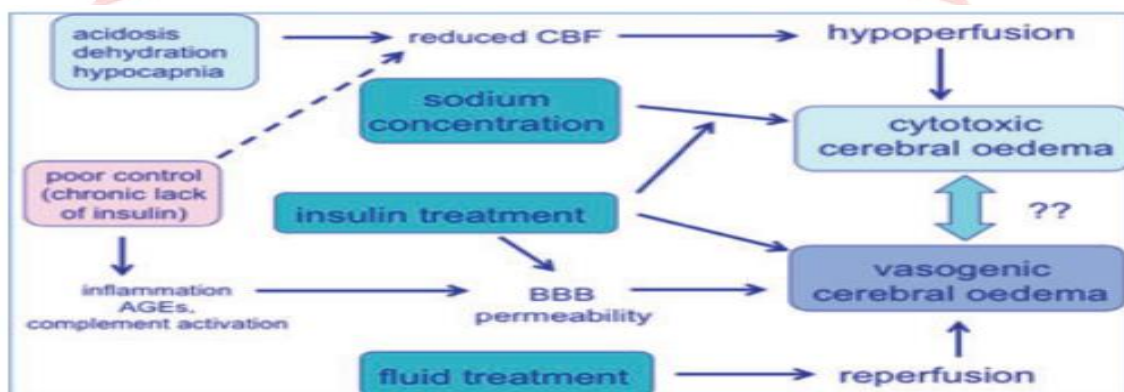 acidosis
dehydration
hypocapnia
reduced CBF
hypoperfusion
sodium
concentration
cytotoxic
cerebral oedema
poor control
(chronic lack
of insulin)
insulin treatment
??
inflammation
AGEs,
complement activation
BBB
permeability
vasogenic
cerebral oedema
fluid treatment
reperfusion